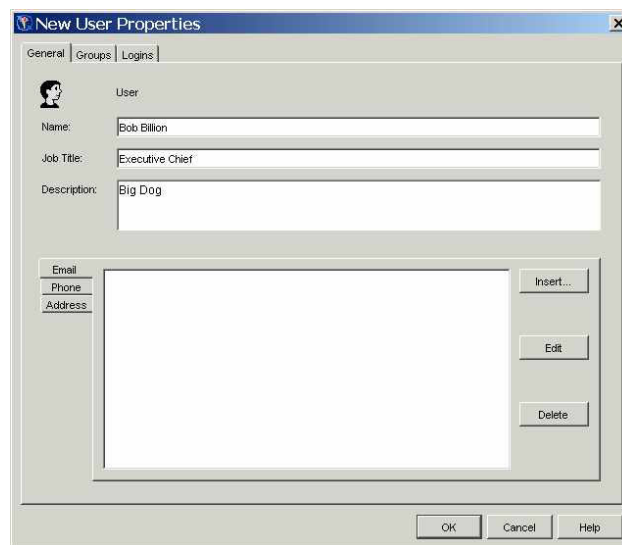 New User Properties
General Groups Logins
User
Name: Bob Billion
Job Title: Executive Chief
Description: Big Dog
Email
Phone
Address
Insert...
Edit
Delete
OK Cancel Help